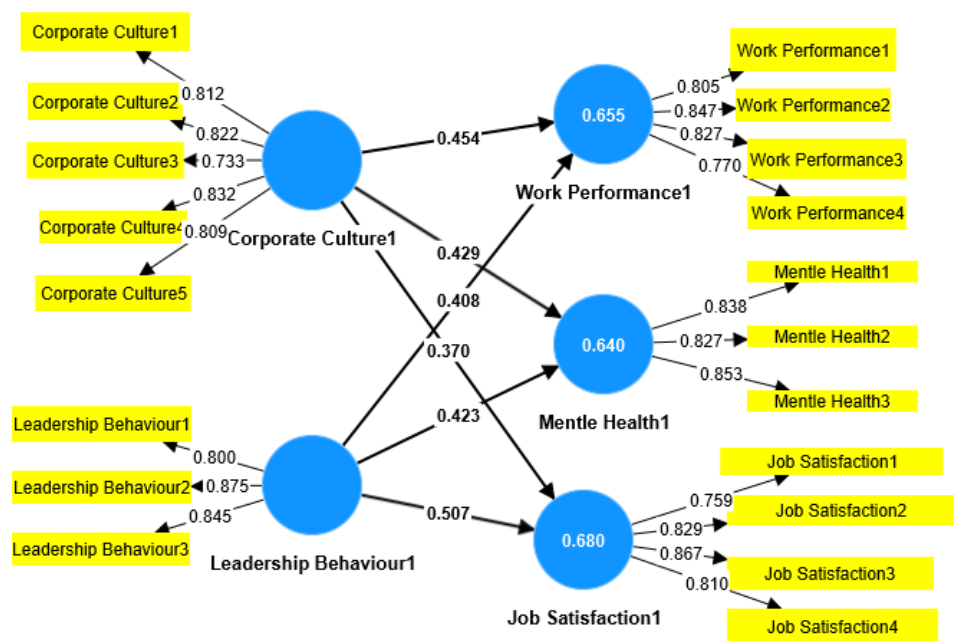 Corporate Culture1
Corporate Culture2
Corporate Culture3
Corporate Culture4
Corporate Culture5
0.812
0.822
0.733
0.832
0.809
Corporate Culture1
Leadership Behaviour1
Leadership Behaviour2
Leadership Behaviour3
0.800
0.875
0.845
Leadership Behaviour1
0.454
0.429
0.408
0.370
0.423
0.507
0.655
Work Performance1
0.640
Mentle Health1
0.680
Job Satisfaction1
0.805
0.847
0.827
0.770
Work Performance1
Work Performance2
Work Performance3
Work Performance4
0.838
0.827
0.853
Mentle Health1
Mentle Health2
Mentle Health3
0.759
0.829
0.867
0.810
Job Satisfaction1
Job Satisfaction2
Job Satisfaction3
Job Satisfaction4